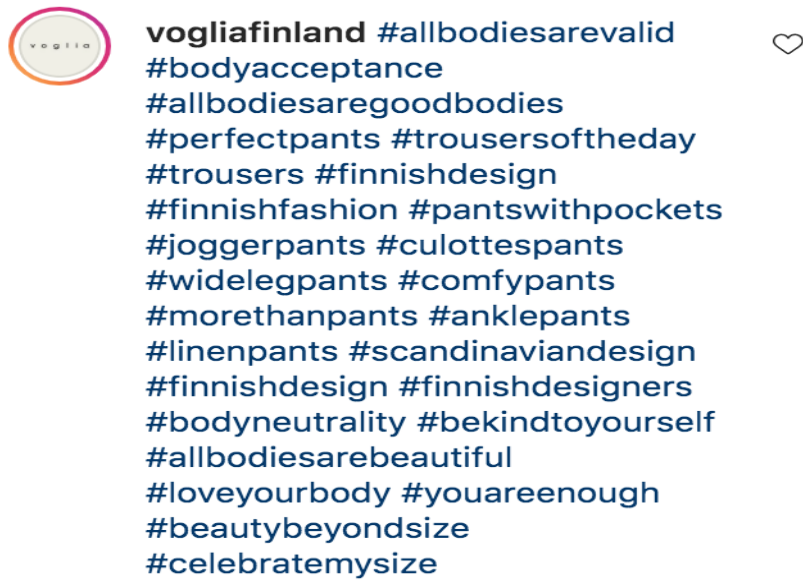 voglia
vogliafinland #allbodiesarevalid
#bodyacceptance
#allbodiesaregoodbodies
#perfectpants #trousersoftheday
#trousers #finnishdesign
#finnishfashion #pantswithpockets
#joggerpants #culottespants
#widelegpants #comfypants
#morethanpants #anklepants
#linenpants #scandinaviandesign
#finnishdesign #finnishdesigners
#bodyneutrality #bekindtoyourself
#allbodiesarebeautiful
#loveyourbody #youareenough
#beautybeyondsize
#celebratemysize